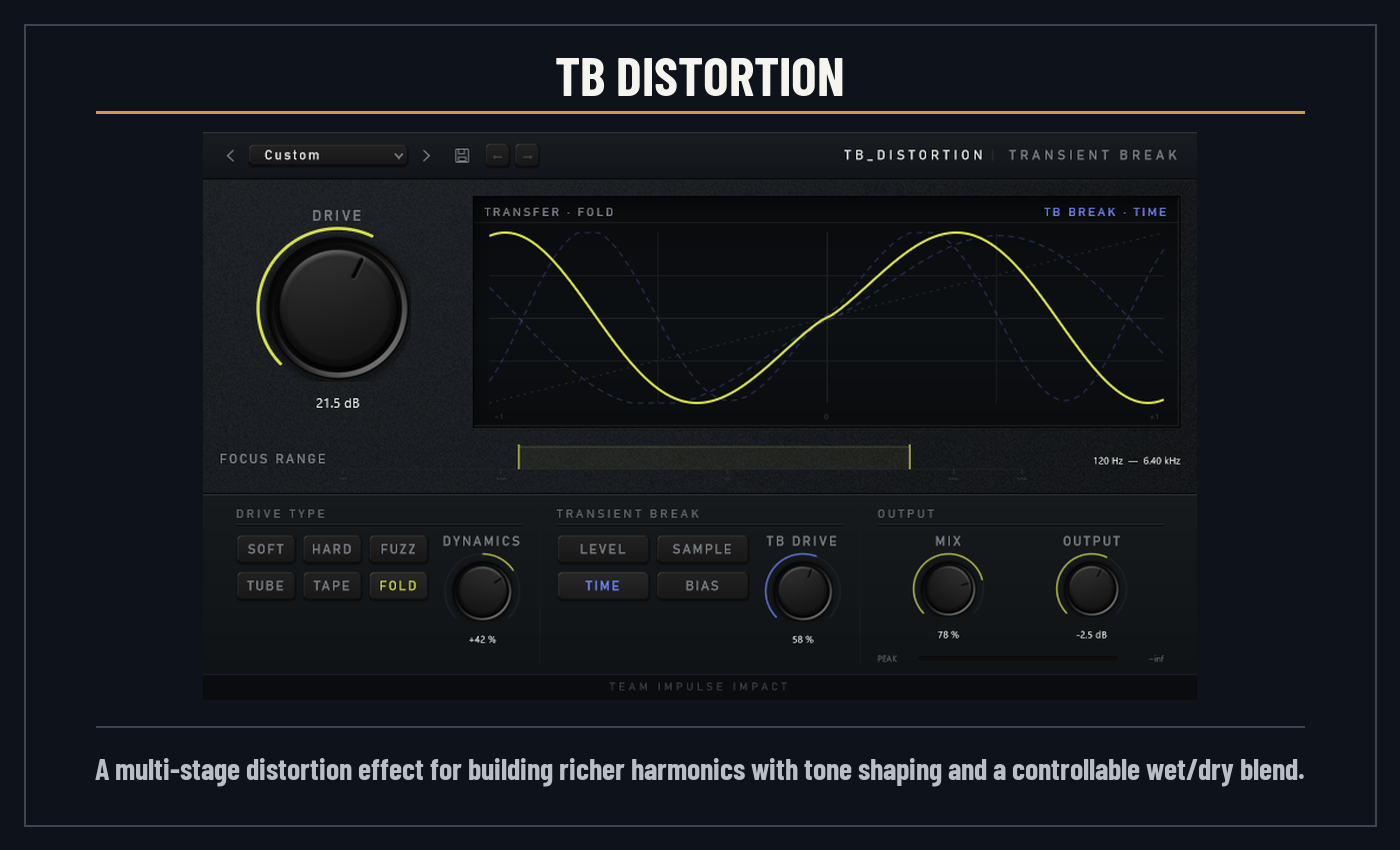 TB DISTORTION
Custom
TB_DISTORTION | TRANSIENT BREAK
DRIVE
21.5 dB
TRANSFER · FOLD
TB BREAK · TIME
-1 0 +1
FOCUS RANGE
120 Hz — 6.40 kHz
DRIVE TYPE
SOFT HARD FUZZ
TUBE TAPE FOLD
DYNAMICS
+42 %
TRANSIENT BREAK
LEVEL SAMPLE
TIME BIAS
TB DRIVE
58 %
OUTPUT
MIX
78 %
OUTPUT
-2.5 dB
PEAK -inf
TEAM IMPULSE IMPACT
A multi-stage distortion effect for building richer harmonics with tone shaping and a controllable wet/dry blend.